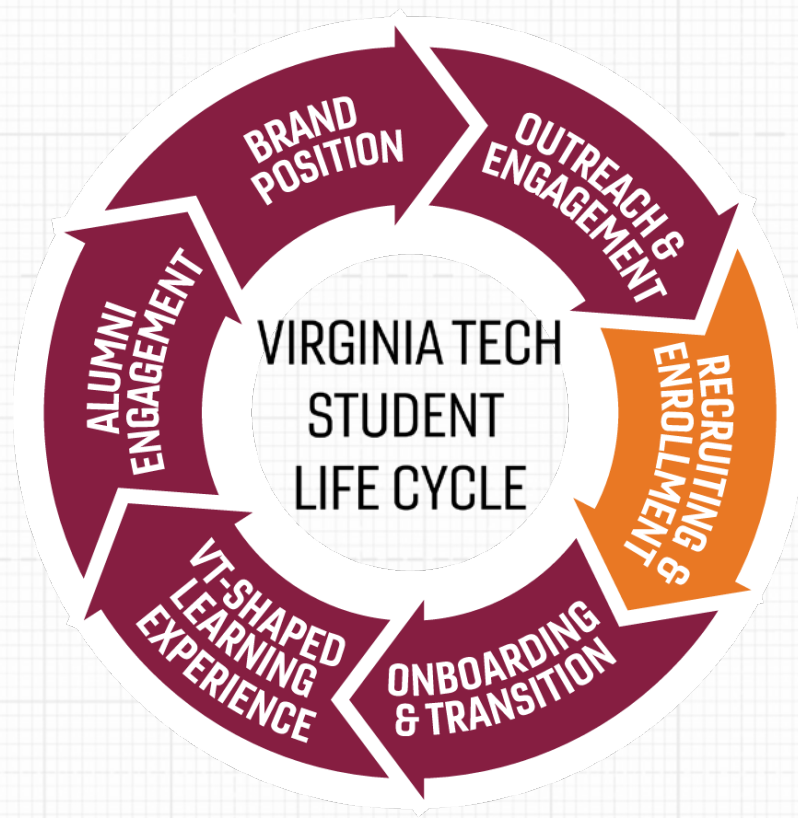 VIRGINIA TECH
STUDENT
LIFE CYCLE
BRAND
POSITION
OUTREACH &
ENGAGEMENT
RECRUITING &
ENROLLMENT
ONBOARDING
& TRANSITION
VT-SHAPED
LEARNING
EXPERIENCE
ALUMNI
ENGAGEMENT